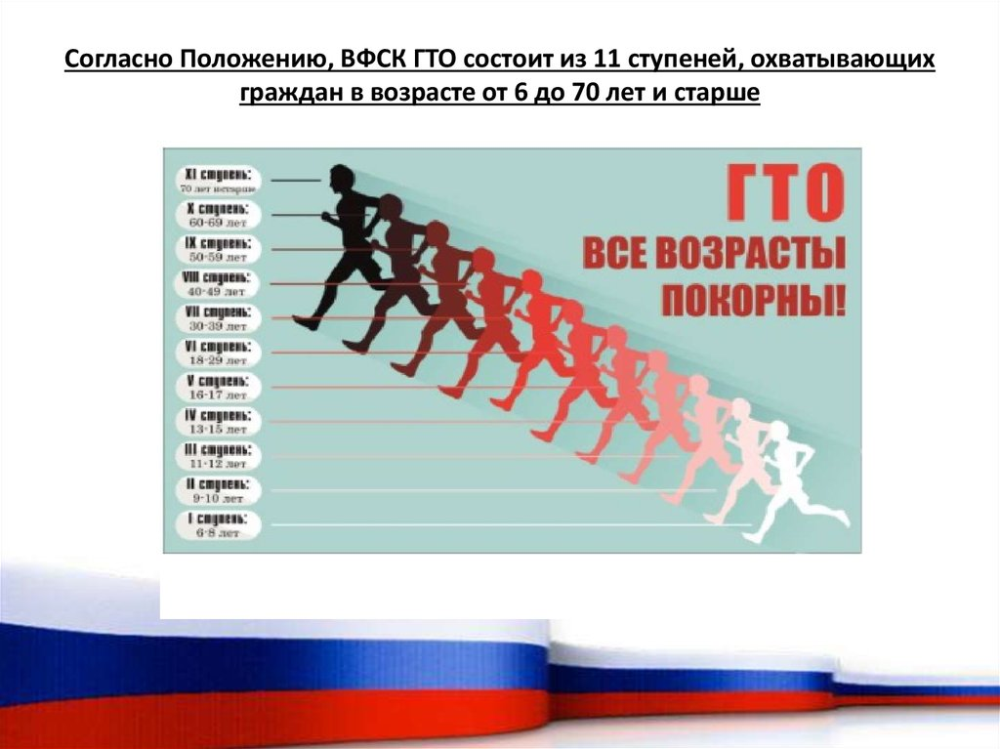 Согласно Положению, ВФСК ГТО состоит из 11 ступеней, охватывающих
граждан в возрасте от 6 до 70 лет и старше
ГТО
ВСЕ ВОЗРАСТЫ
ПОКОРНЫ!
XI ступень:
70 лет и старше
X ступень:
60-69 лет
IX ступень:
50-59 лет
VIII ступень:
40-49 лет
VII ступень:
30-39 лет
VI ступень:
18-29 лет
V ступень:
16-17 лет
IV ступень:
13-15 лет
III ступень:
11-12 лет
II ступень:
9-10 лет
I ступень:
6-8 лет